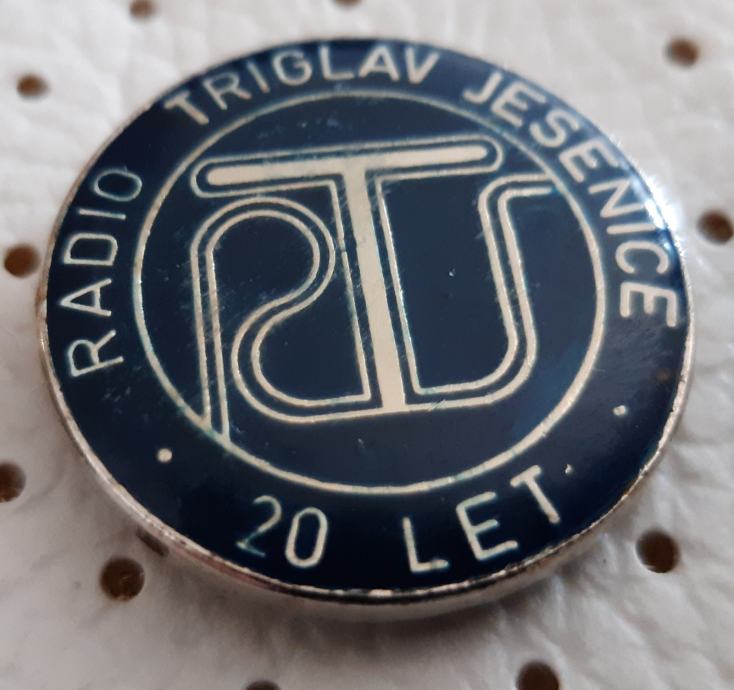 RADIO TRIGLAV JESENICE
RTJ
· 20 LET ·